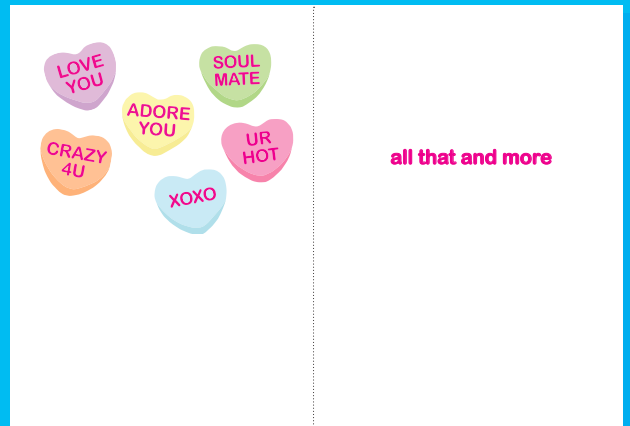 LOVE
YOU
SOUL
MATE
ADORE
YOU
UR
HOT
CRAZY
4U
XOXO
all that and more